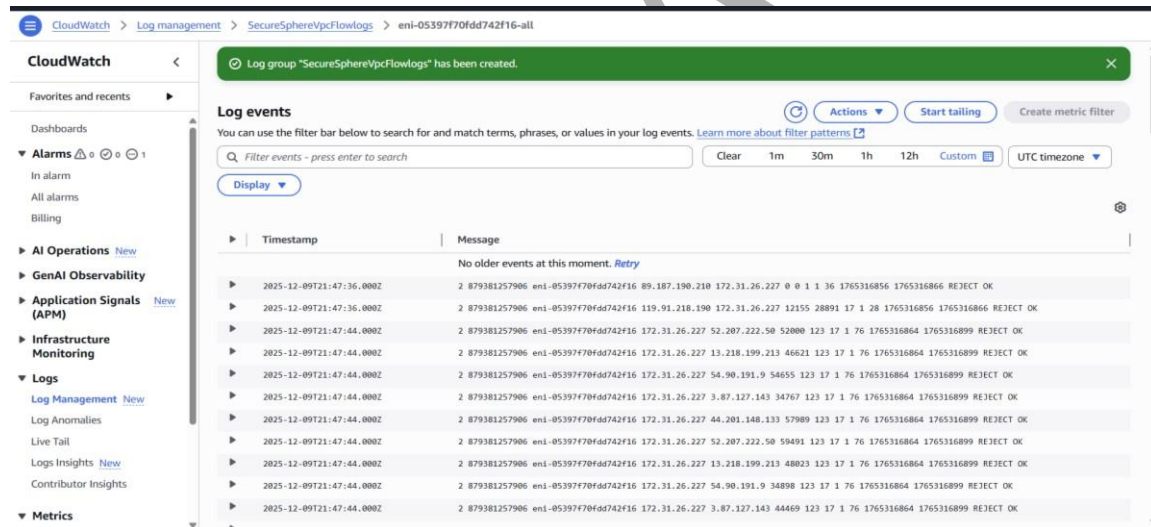 CloudWatch > Log management > SecureSphereVpcFlowlogs > eni-05397f70fdd742f16-all
CloudWatch
Log group "SecureSphereVpcFlowlogs" has been created.
Favorites and recents
Log events
Actions
Start tailing
Create metric filter
Dashboards
You can use the filter bar below to search for and match terms, phrases, or values in your log events. Learn more about filter patterns
Alarms 0 0 1
Filter events - press enter to search
Clear 1m 30m 1h 12h Custom
UTC timezone
In alarm
Display
All alarms
Billing
Timestamp Message
AI Operations New
No older events at this moment. Retry
GenAI Observability
2025-12-09T21:47:36.000Z 2 879381257906 eni-05397f70fdd742f16 89.187.190.210 172.31.26.227 0 0 1 1 36 1765316856 1765316866 REJECT OK
Application Signals New
(APM)
2025-12-09T21:47:36.000Z 2 879381257906 eni-05397f70fdd742f16 119.91.218.190 172.31.26.227 12155 28891 17 1 28 1765316856 1765316866 REJECT OK
2025-12-09T21:47:44.000Z 2 879381257906 eni-05397f70fdd742f16 172.31.26.227 52.207.222.50 52000 123 17 1 76 1765316864 1765316899 REJECT OK
Infrastructure
Monitoring
2025-12-09T21:47:44.000Z 2 879381257906 eni-05397f70fdd742f16 172.31.26.227 13.218.199.213 46621 123 17 1 76 1765316864 1765316899 REJECT OK
Logs
2025-12-09T21:47:44.000Z 2 879381257906 eni-05397f70fdd742f16 172.31.26.227 54.90.191.9 54655 123 17 1 76 1765316864 1765316899 REJECT OK
Log Management New
2025-12-09T21:47:44.000Z 2 879381257906 eni-05397f70fdd742f16 172.31.26.227 3.87.127.143 34767 123 17 1 76 1765316864 1765316899 REJECT OK
Log Anomalies
2025-12-09T21:47:44.000Z 2 879381257906 eni-05397f70fdd742f16 172.31.26.227 44.201.148.133 57989 123 17 1 76 1765316864 1765316899 REJECT OK
Live Tail
2025-12-09T21:47:44.000Z 2 879381257906 eni-05397f70fdd742f16 172.31.26.227 52.207.222.50 59491 123 17 1 76 1765316864 1765316899 REJECT OK
Logs Insights New
2025-12-09T21:47:44.000Z 2 879381257906 eni-05397f70fdd742f16 172.31.26.227 13.218.199.213 48023 123 17 1 76 1765316864 1765316899 REJECT OK
Contributor Insights
2025-12-09T21:47:44.000Z 2 879381257906 eni-05397f70fdd742f16 172.31.26.227 54.90.191.9 34898 123 17 1 76 1765316864 1765316899 REJECT OK
2025-12-09T21:47:44.000Z 2 879381257906 eni-05397f70fdd742f16 172.31.26.227 3.87.127.143 44469 123 17 1 76 1765316864 1765316899 REJECT OK
Metrics